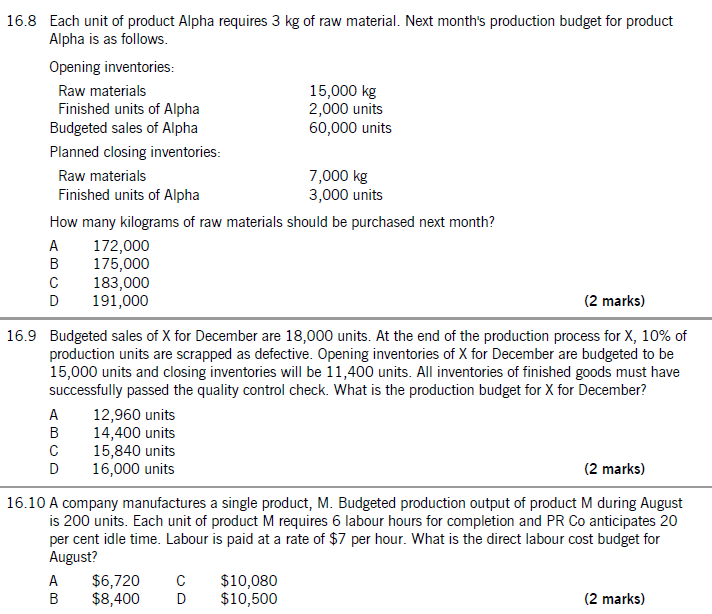 16.8 Each unit of product Alpha requires 3 kg of raw material. Next month's production budget for product
Alpha is as follows.
Opening inventories:
Raw materials 15,000 kg
Finished units of Alpha 2,000 units
Budgeted sales of Alpha 60,000 units
Planned closing inventories:
Raw materials 7,000 kg
Finished units of Alpha 3,000 units
How many kilograms of raw materials should be purchased next month?
A 172,000
B 175,000
C 183,000
D 191,000 (2 marks)
16.9 Budgeted sales of X for December are 18,000 units. At the end of the production process for X, 10% of
production units are scrapped as defective. Opening inventories of X for December are budgeted to be
15,000 units and closing inventories will be 11,400 units. All inventories of finished goods must have
successfully passed the quality control check. What is the production budget for X for December?
A 12,960 units
B 14,400 units
C 15,840 units
D 16,000 units (2 marks)
16.10 A company manufactures a single product, M. Budgeted production output of product M during August
is 200 units. Each unit of product M requires 6 labour hours for completion and PR Co anticipates 20
per cent idle time. Labour is paid at a rate of $7 per hour. What is the direct labour cost budget for
August?
A $6,720 C $10,080
B $8,400 D $10,500 (2 marks)